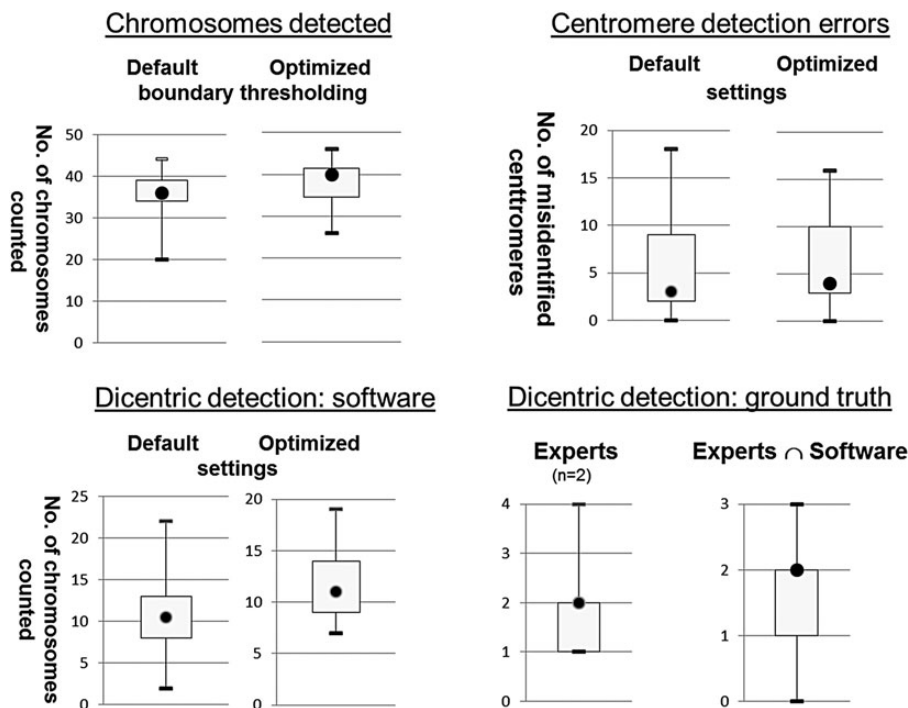 Chromosomes detected
Default Optimized
boundary thresholding
No. of chromosomes
counted
50
40
30
20
10
0
Centromere detection errors
Default Optimized
settings
No. of misidentified
centtromeres
20
15
10
5
0
Dicentric detection: software
Default Optimized
settings
No. of chromosomes
counted
25
20
15
10
5
0
20
15
10
5
0
Dicentric detection: ground truth
Experts
(n=2)
4
3
2
1
0
Experts ∩ Software
3
2
1
0